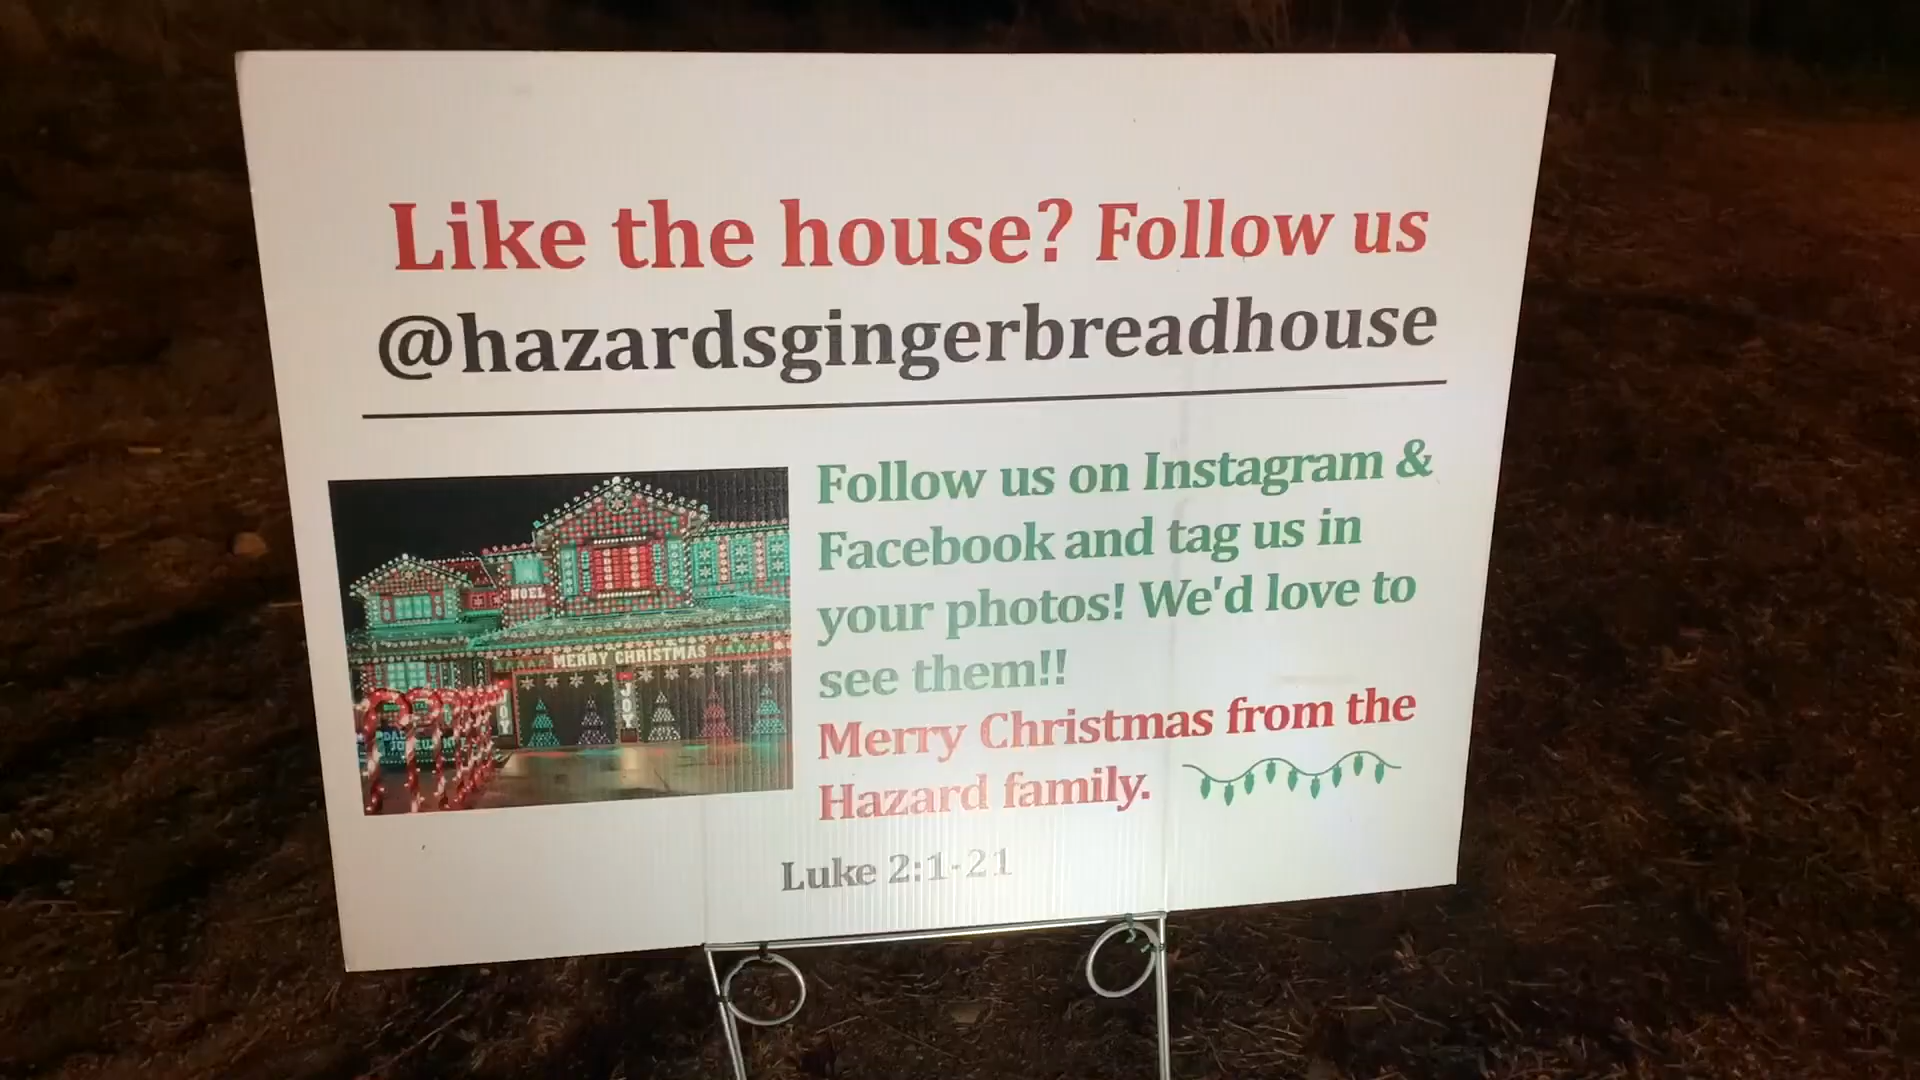 Like the house? Follow us
@hazardsgingerbreadhouse
Follow us on Instagram &
Facebook and tag us in
your photos! We'd love to
see them!!
Merry Christmas from the
Hazard family.
Luke 2:1-21
NOEL
MERRY CHRISTMAS
JOY
JOY